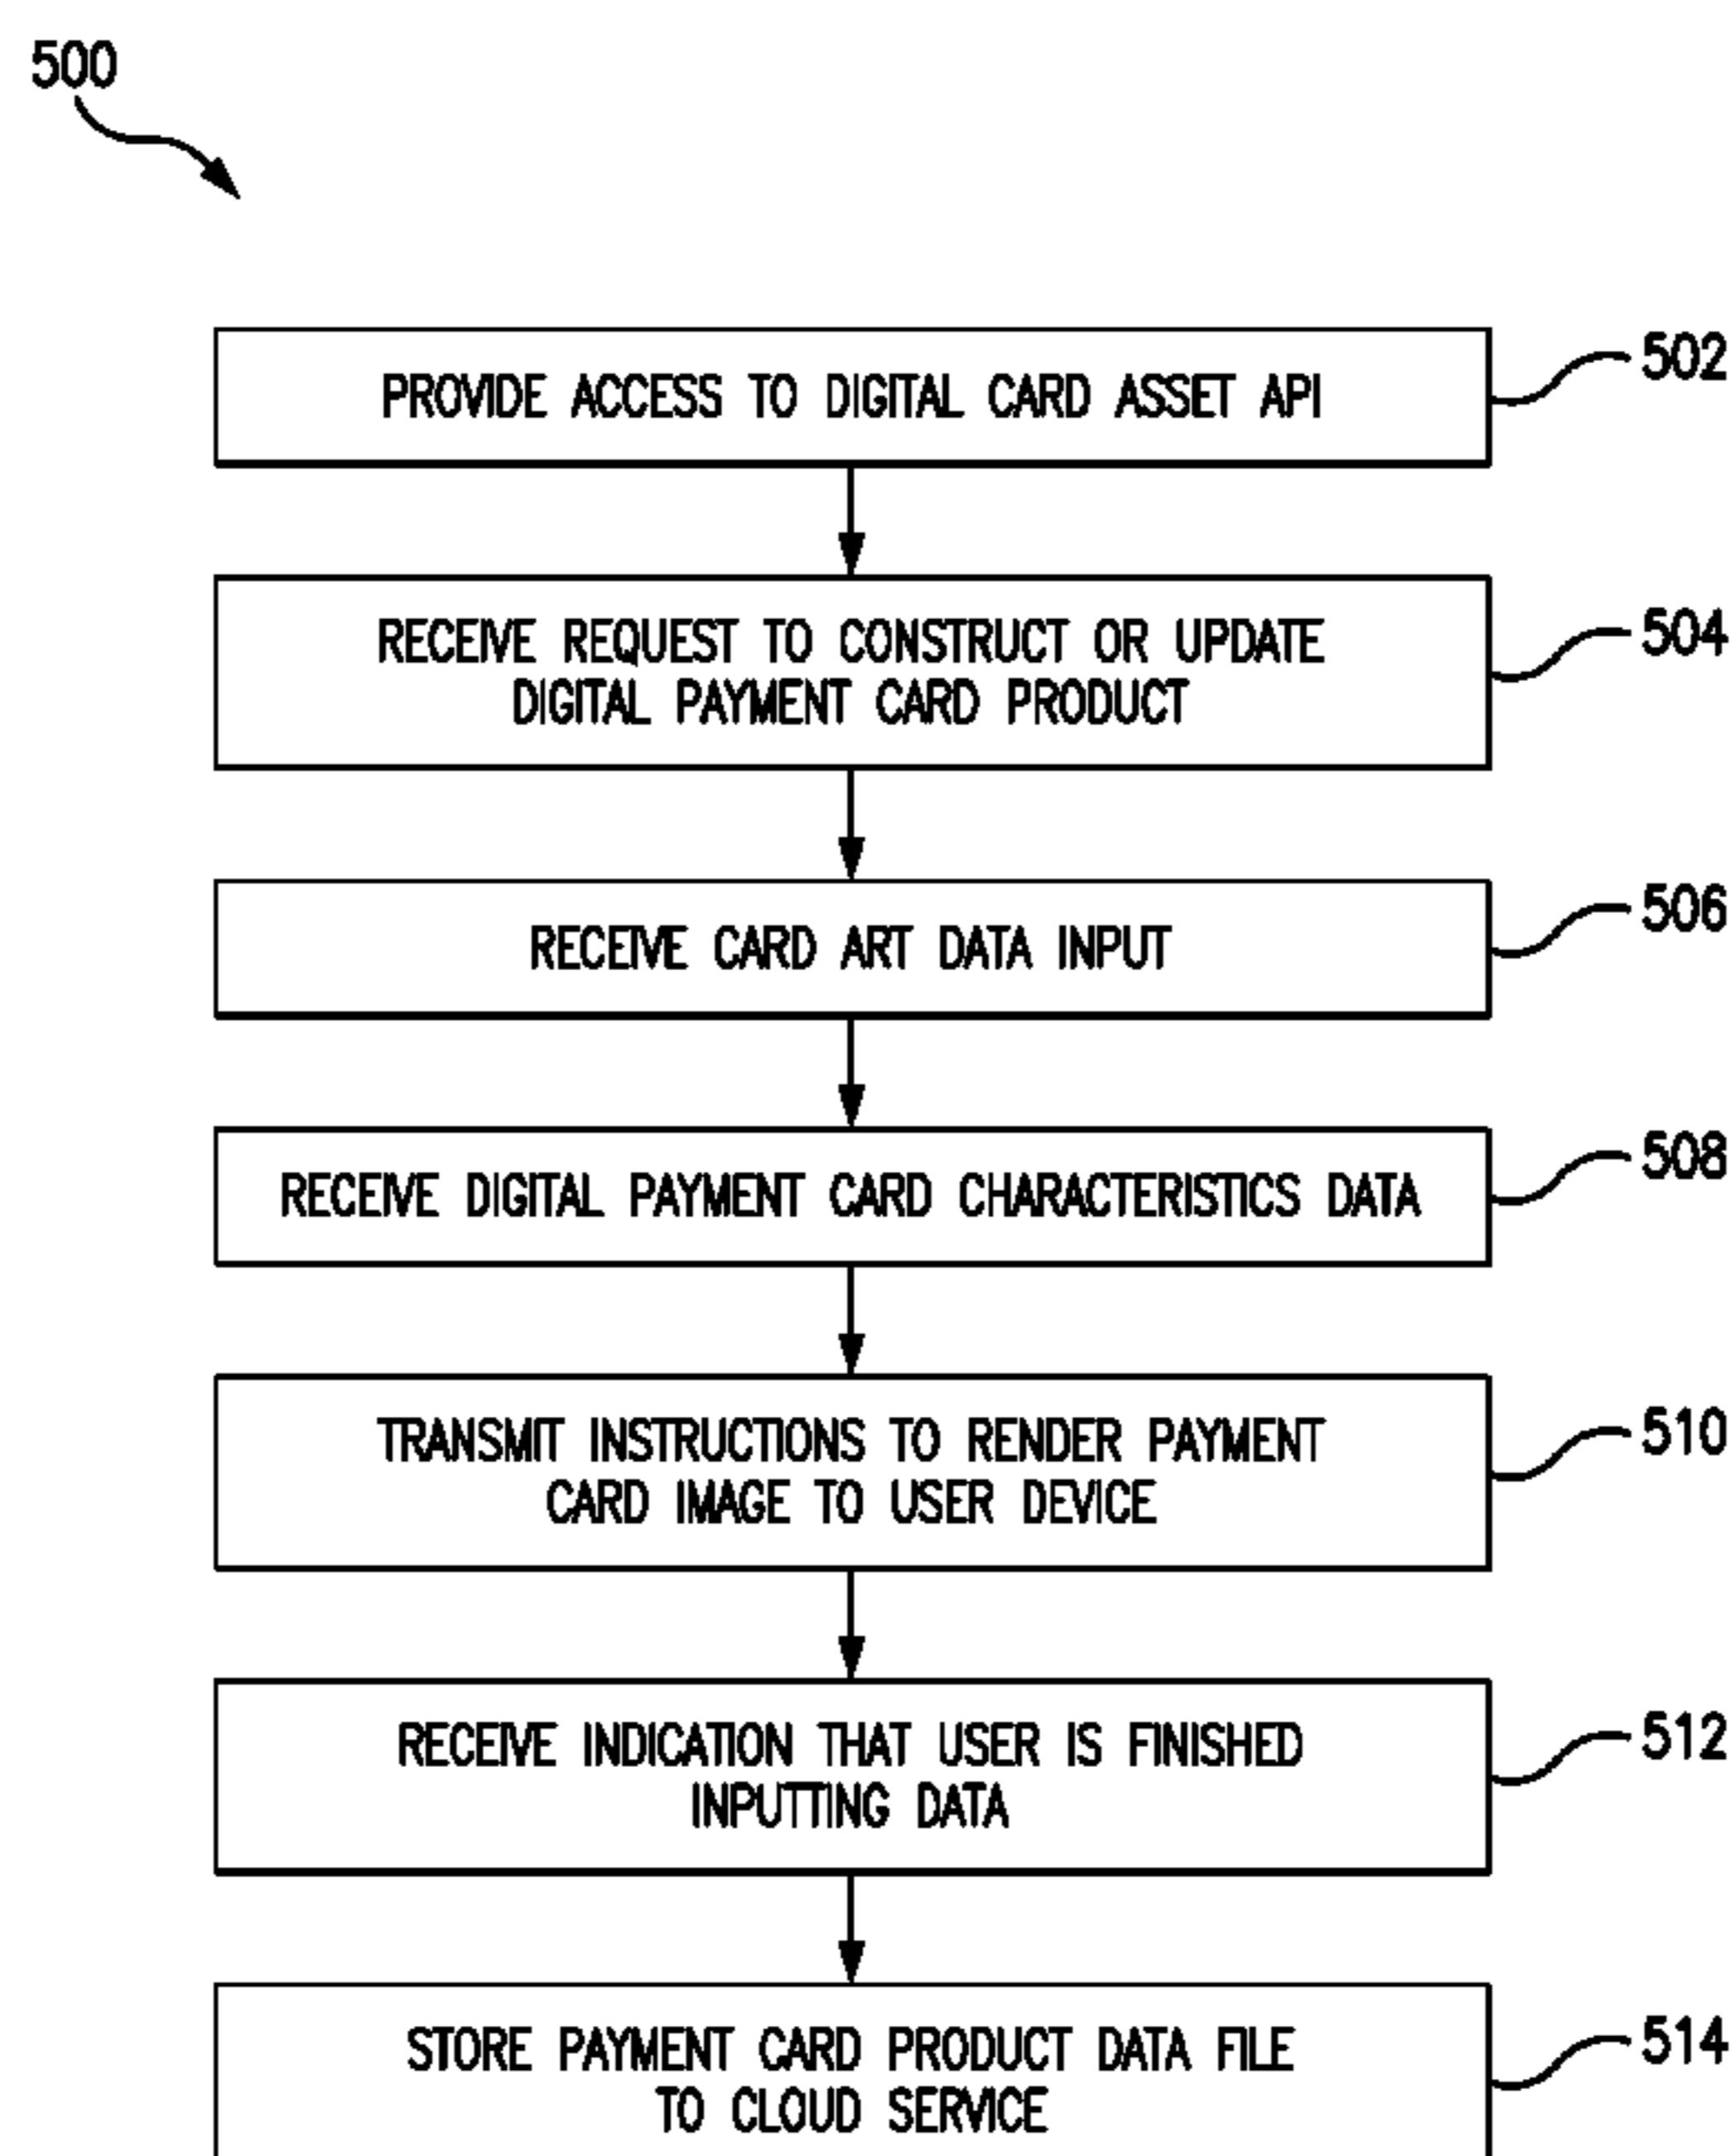 500
PROVIDE ACCESS TO DIGITAL CARD ASSET API
502
RECEIVE REQUEST TO CONSTRUCT OR UPDATE
DIGITAL PAYMENT CARD PRODUCT
504
RECEIVE CARD ART DATA INPUT
506
RECEIVE DIGITAL PAYMENT CARD CHARACTERISTICS DATA
508
TRANSMIT INSTRUCTIONS TO RENDER PAYMENT
CARD IMAGE TO USER DEVICE
510
RECEIVE INDICATION THAT USER IS FINISHED
INPUTTING DATA
512
STORE PAYMENT CARD PRODUCT DATA FILE
TO CLOUD SERVICE
514